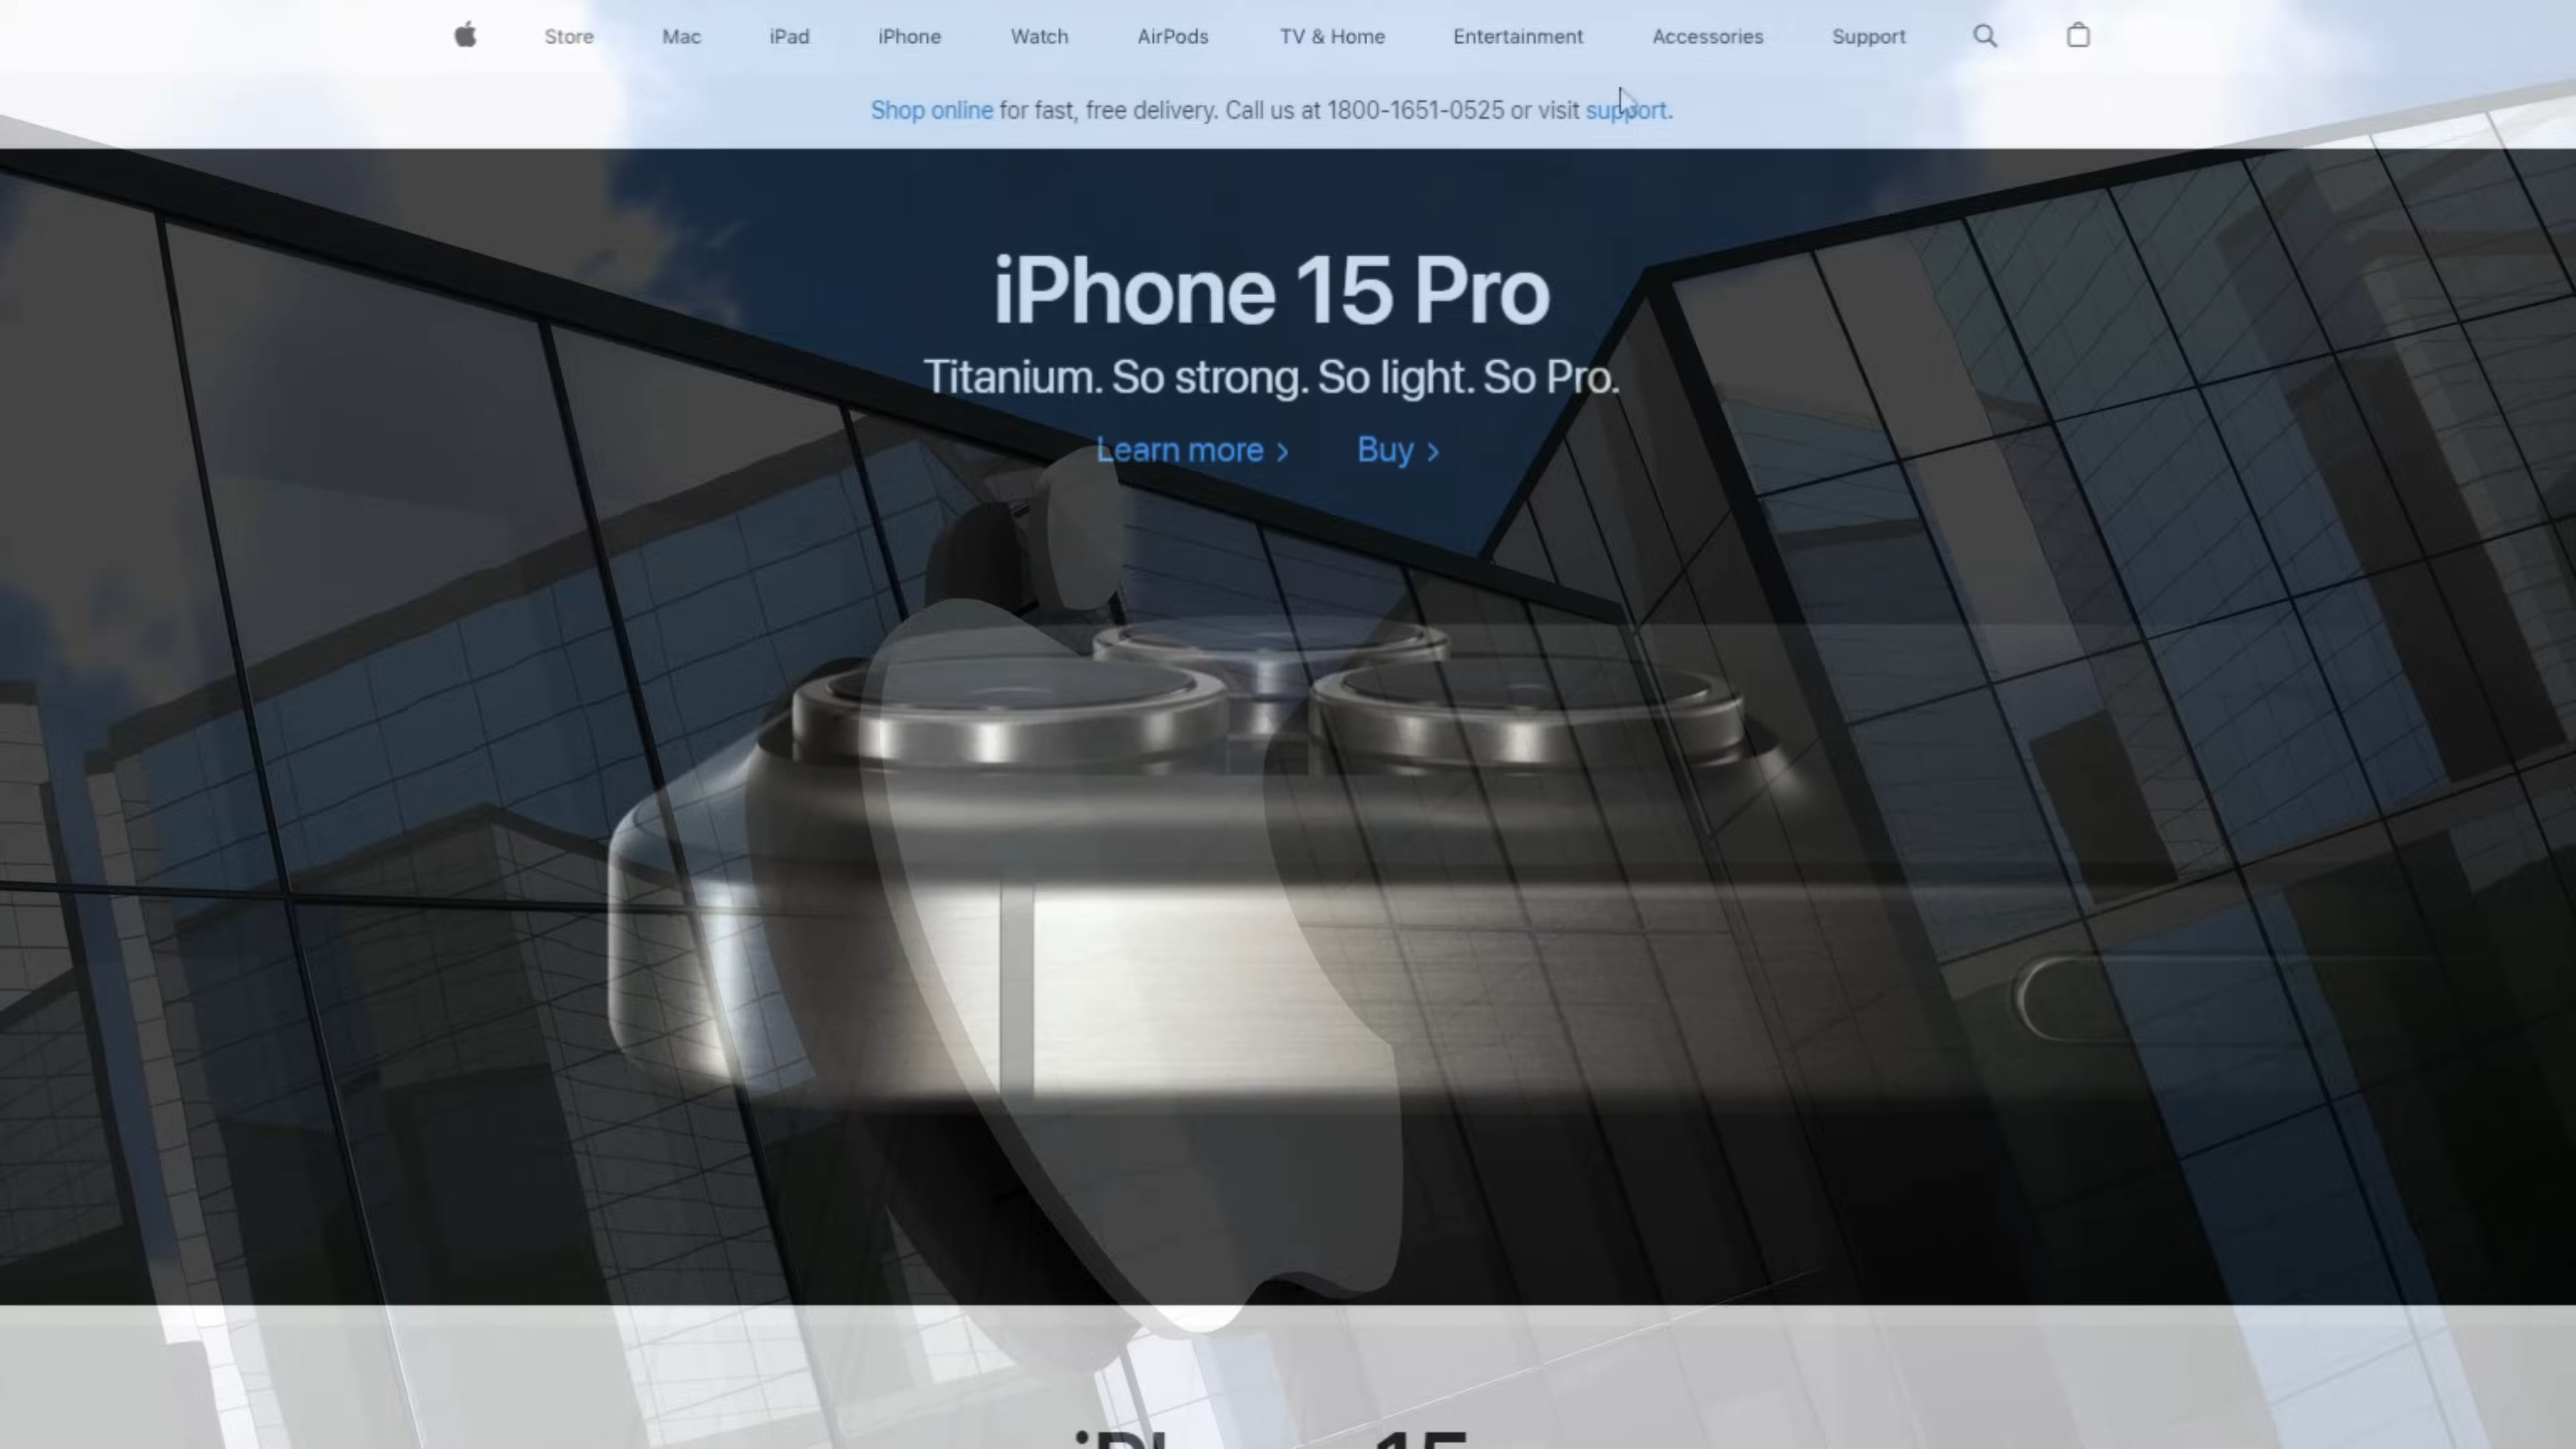 Store Mac iPad iPhone Watch AirPods TV & Home Entertainment Accessories Support
Shop online for fast, free delivery. Call us at 1800-1651-0525 or visit support.
iPhone 15 Pro
Titanium. So strong. So light. So Pro.
Learn more > Buy >
iPhone 15